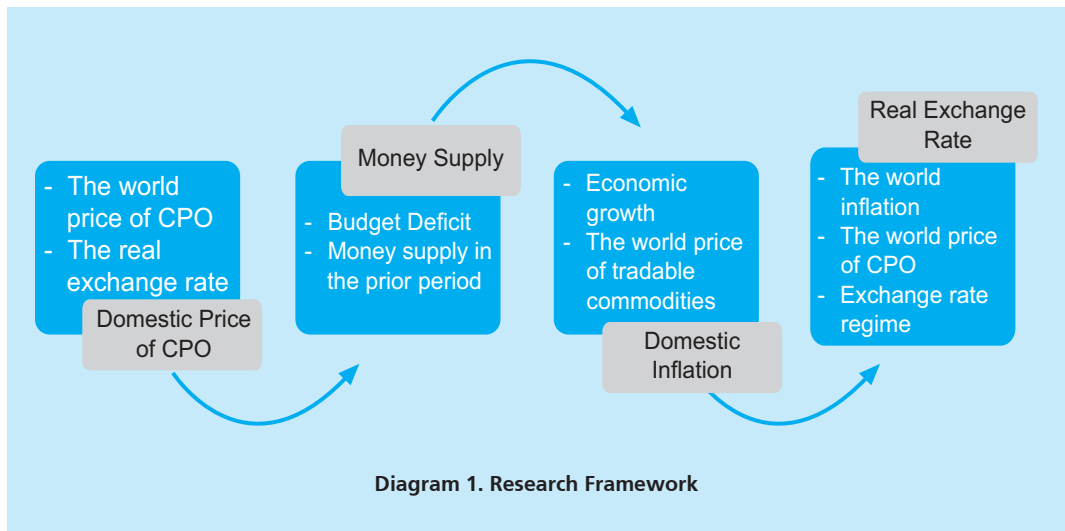 - The world
price of CPO
- The real
exchange rate
Domestic Price
of CPO
Money Supply
- Budget Deficit
- Money supply in
the prior period
- Economic
growth
- The world price
of tradable
commodities
Domestic
Inflation
Real Exchange
Rate
- The world
inflation
- The world price
of CPO
- Exchange rate
regime
Diagram 1. Research Framework